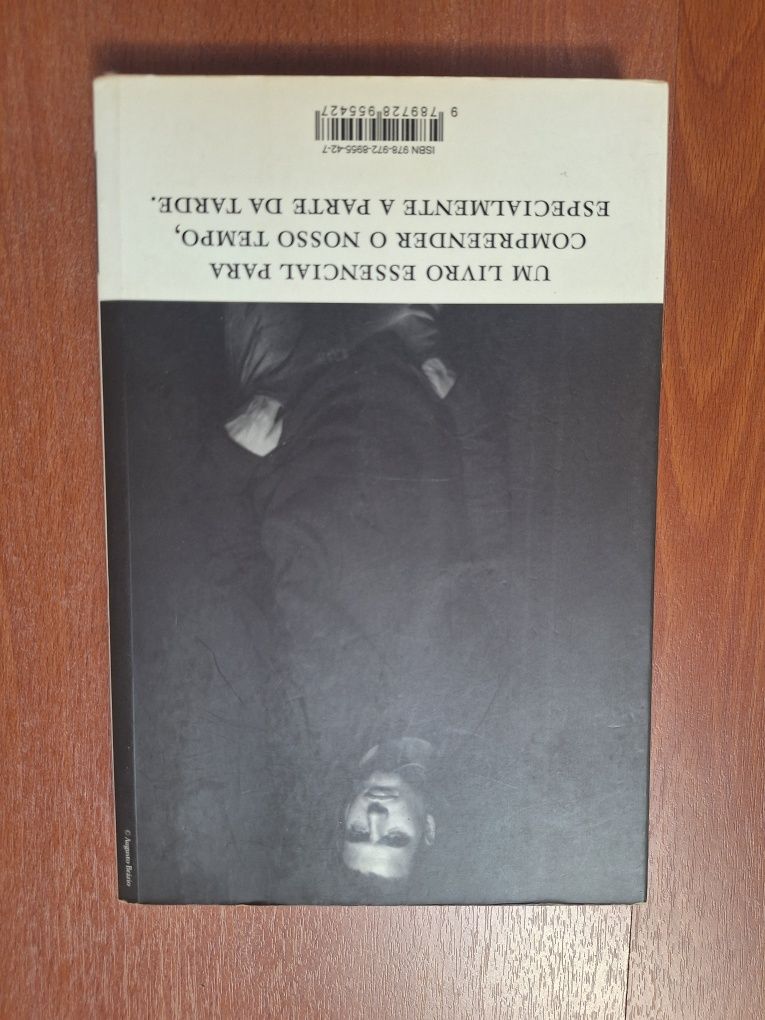 UM LIVRO ESSENCIAL PARA
COMPREENDER O NOSSO TEMPO,
ESPECIALMENTE A PARTE DA TARDE.
ISBN 978-972-8955-42-7
9 789728 955427
© Augusto Brázio